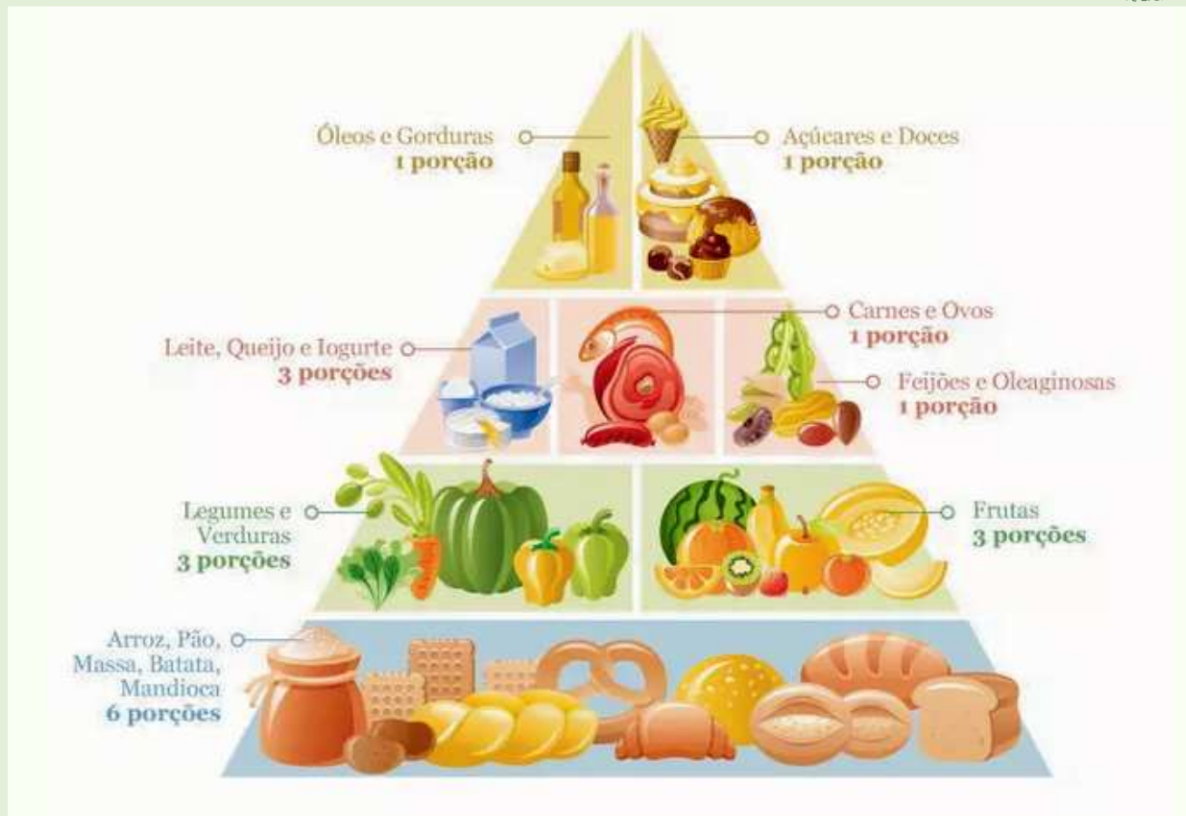 Óleos e Gorduras
1 porção
Açúcares e Doces
1 porção
Leite, Queijo e Iogurte
3 porções
Carnes e Ovos
1 porção
Feijões e Oleaginosas
1 porção
Legumes e
Verduras
3 porções
Frutas
3 porções
Arroz, Pão,
Massa, Batata,
Mandioca
6 porções